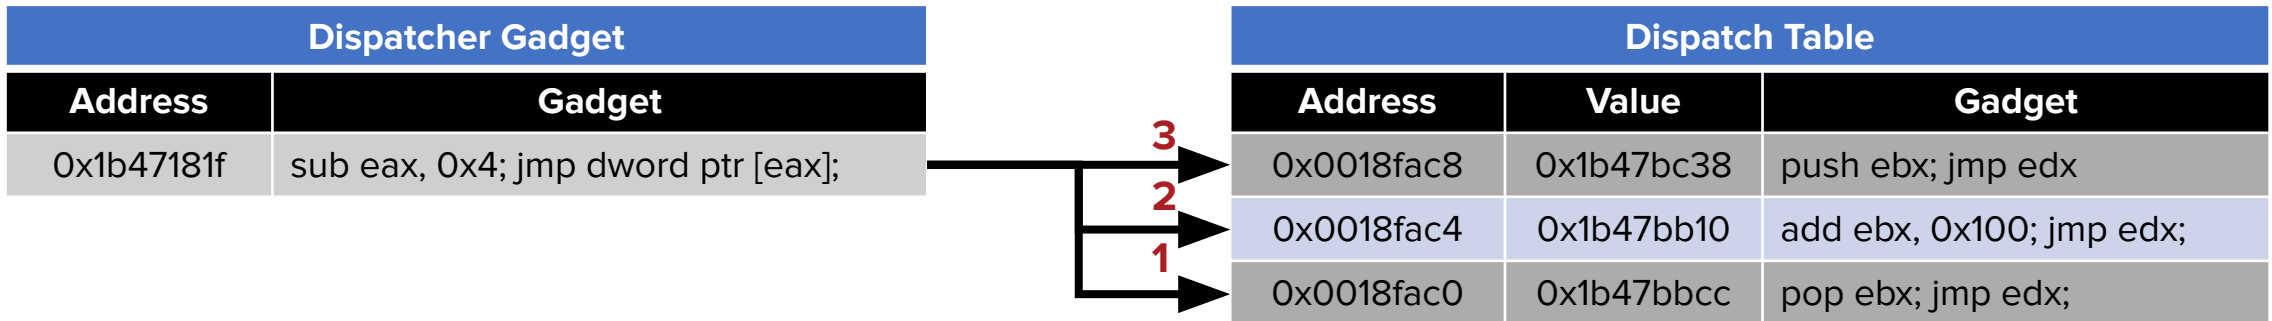 Dispatcher Gadget
Address Gadget
0x1b47181f sub eax, 0x4; jmp dword ptr [eax];
3
2
1
Dispatch Table
Address Value Gadget
0x0018fac8 0x1b47bc38 push ebx; jmp edx
0x0018fac4 0x1b47bb10 add ebx, 0x100; jmp edx;
0x0018fac0 0x1b47bbcc pop ebx; jmp edx;